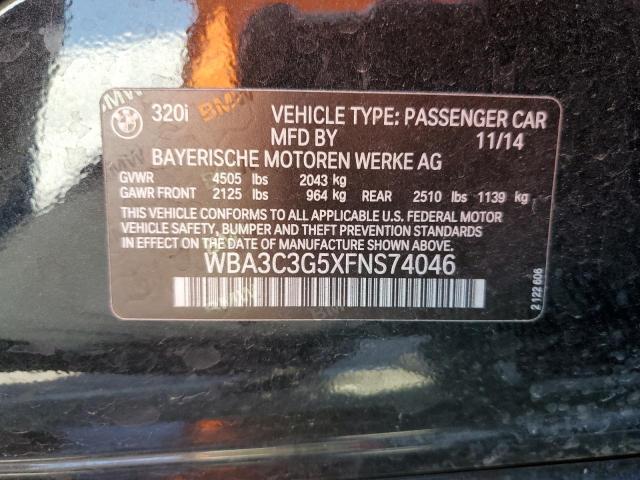 BMW 320i BMW VEHICLE TYPE: PASSENGER CAR
MFD BY 11/14
BAYERISCHE MOTOREN WERKE AG
GVWR 4505 lbs 2043 kg
GAWR FRONT 2125 lbs 964 kg REAR 2510 lbs 1139 kg
THIS VEHICLE CONFORMS TO ALL APPLICABLE U.S. FEDERAL MOTOR
VEHICLE SAFETY, BUMPER AND THEFT PREVENTION STANDARDS
IN EFFECT ON THE DATE OF MANUFACTURE SHOWN ABOVE.
WBA3C3G5XFNS74046
2 122 606